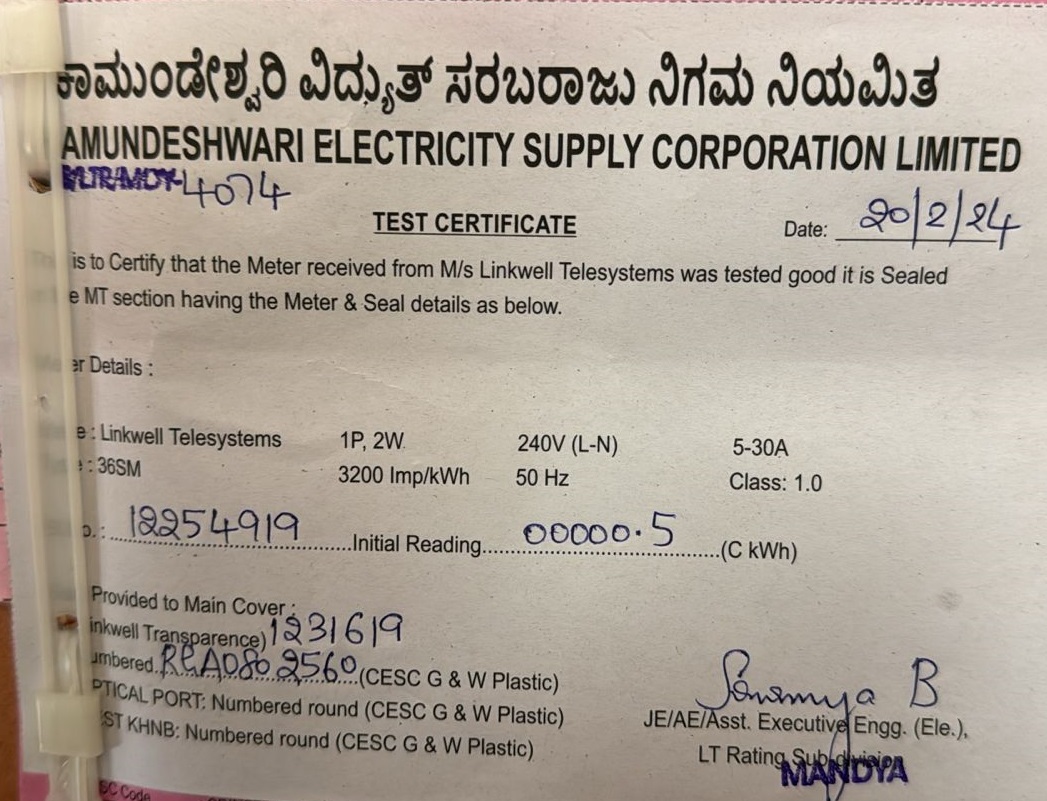 ಕಾಮುಂಡೇಶ್ವರಿ ವಿದ್ಯುತ್ ಸರಬರಾಜು ನಿಗಮ ನಿಯಮಿತ
AMUNDESHWARI ELECTRICITY SUPPLY CORPORATION LIMITED
4074
TEST CERTIFICATE
Date: 20/2/24
is to Certify that the Meter received from M/s Linkwell Telesystems was tested good it is Sealed
e MT section having the Meter & Seal details as below.
er Details :
e : Linkwell Telesystems 1P, 2W 240V (L-N) 5-30A
: 36SM 3200 Imp/kWh 50 Hz Class: 1.0
o. : 12254919 Initial Reading 00000.5 (C kWh)
Provided to Main Cover :
inkwell Transparence) 1231619
umbered (CESC G & W Plastic)
PTICAL PORT: Numbered round (CESC G & W Plastic)
ST KHNB: Numbered round (CESC G & W Plastic)
B
JE/AE/Asst. Executive Engg. (Ele.),
LT Rating Sub-division
MANDYA
SC Code